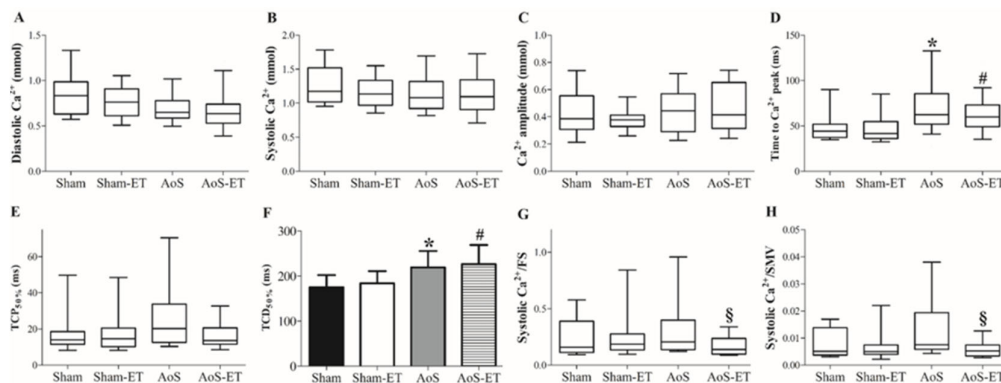 A
Diastolic Ca²⁺ (mmol)
1.5
1.0
0.5
0.0
Sham Sham-ET AoS AoS-ET
B
Systolic Ca²⁺ (mmol)
2.0
1.5
1.0
0.5
0.0
Sham Sham-ET AoS AoS-ET
C
Ca²⁺ amplitude (mmol)
1.0
0.8
0.6
0.4
0.2
0.0
Sham Sham-ET AoS AoS-ET
D
Time to Ca²⁺ peak (ms)
150
100
50
0
*
#
Sham Sham-ET AoS AoS-ET
E
TCP50% (ms)
60
40
20
0
Sham Sham-ET AoS AoS-ET
F
TCD50% (ms)
300
200
100
0
*
#
Sham Sham-ET AoS AoS-ET
G
Systolic Ca²⁺/FS
1.0
0.5
0.0
§
Sham Sham-ET AoS AoS-ET
H
Systolic Ca²⁺/SMV
0.05
0.04
0.03
0.02
0.01
0.00
§
Sham Sham-ET AoS AoS-ET